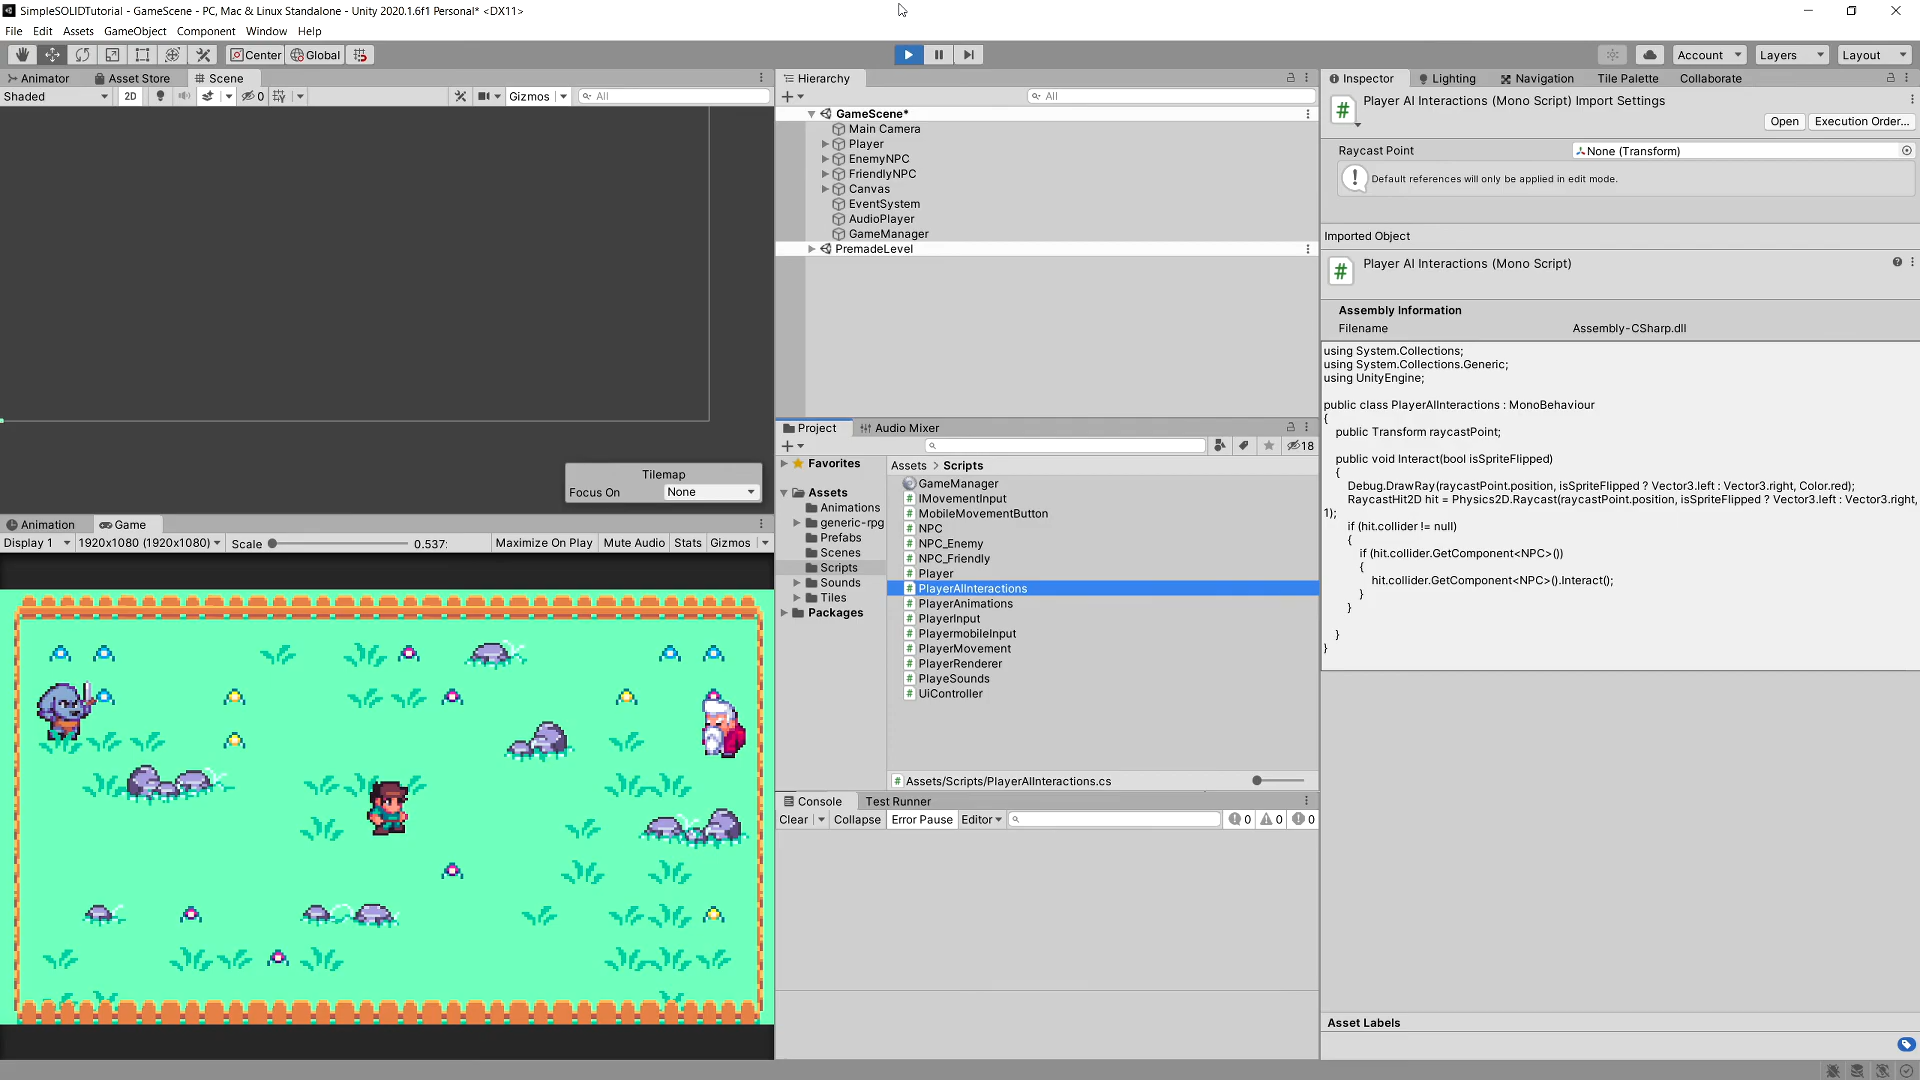 SimpleSOLIDTutorial - GameScene - PC, Mac & Linux Standalone - Unity 2020.1.6f1 Personal* <DX11>
File Edit Assets GameObject Component Window Help
Center Global
Account Layers Layout
Animator Asset Store Scene
Shaded 2D 0 Gizmos All
Tilemap
Focus On None
Animation Game
Display 1 1920x1080 (1920x1080) Scale 0.537: Maximize On Play Mute Audio Stats Gizmos
Hierarchy
All
GameScene*
Main Camera
Player
EnemyNPC
FriendlyNPC
Canvas
EventSystem
AudioPlayer
GameManager
PremadeLevel
Project Audio Mixer
18
Favorites
Assets
Animations
generic-rpg
Prefabs
Scenes
Scripts
Sounds
Tiles
Packages
Assets > Scripts
GameManager
IMovementInput
MobileMovementButton
NPC
NPC_Enemy
NPC_Friendly
Player
PlayerAIInteractions
PlayerAnimations
PlayerInput
PlayermobileInput
PlayerMovement
PlayerRenderer
PlayeSounds
UiController
Assets/Scripts/PlayerAIInteractions.cs
Console Test Runner
Clear Collapse Error Pause Editor 0 0 0
Inspector Lighting Navigation Tile Palette Collaborate
Player AI Interactions (Mono Script) Import Settings
Open Execution Order...
Raycast Point None (Transform)
Default references will only be applied in edit mode.
Imported Object
Player AI Interactions (Mono Script)
Assembly Information
Filename Assembly-CSharp.dll
using System.Collections;
using System.Collections.Generic;
using UnityEngine;
public class PlayerAIInteractions : MonoBehaviour
{
public Transform raycastPoint;
public void Interact(bool isSpriteFlipped)
{
Debug.DrawRay(raycastPoint.position, isSpriteFlipped ? Vector3.left : Vector3.right, Color.red);
RaycastHit2D hit = Physics2D.Raycast(raycastPoint.position, isSpriteFlipped ? Vector3.left : Vector3.right,
1);
if (hit.collider != null)
{
if (hit.collider.GetComponent<NPC>())
{
hit.collider.GetComponent<NPC>().Interact();
}
}
}
}
Asset Labels